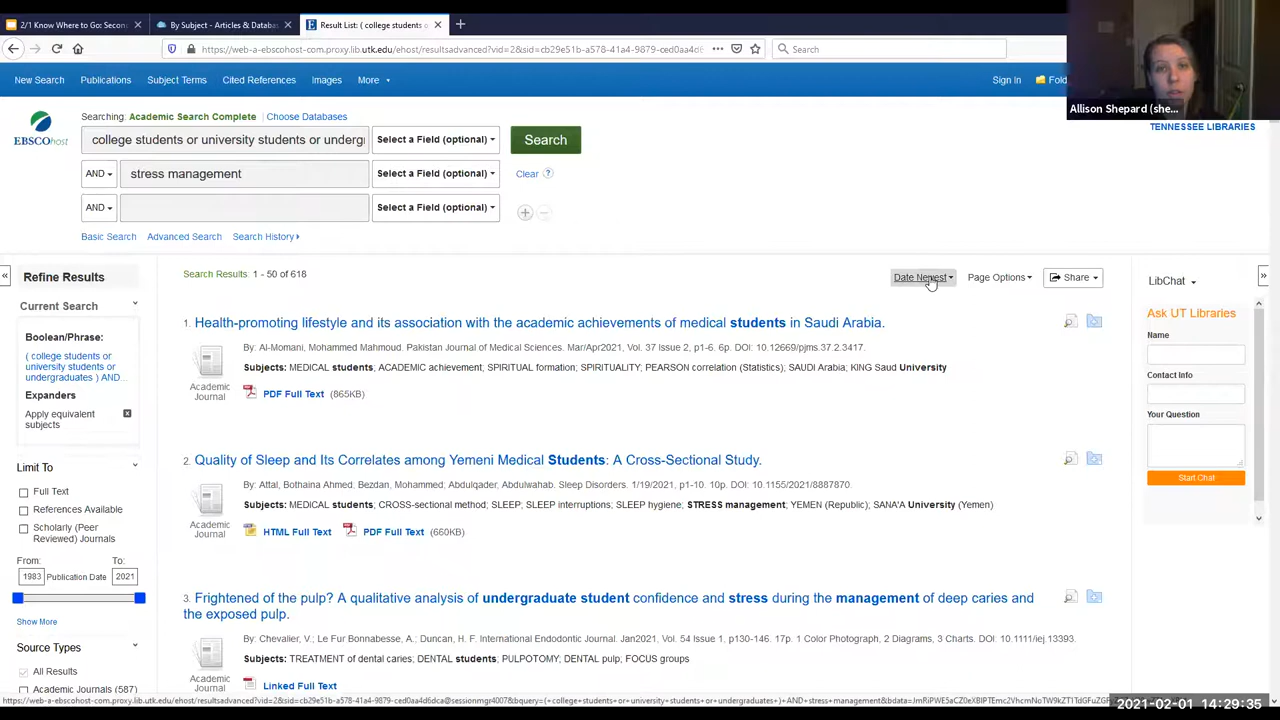 2/1 Know Where to Go: Secon
By Subject - Articles & Databas
Result List: ( college students o
https://web-a-ebscohost-com.proxy.lib.utk.edu/ehost/resultsadvanced?vid=2&sid=cb29e51b-a578-41a4-9879-ced0aa4d6
Search
Allison Shepard (she...
New Search
Publications
Subject Terms
Cited References
Images
More
Sign In
Fold
EBSCOhost
Searching: Academic Search Complete | Choose Databases
college students or university students or underg
Select a Field (optional)
Search
TENNESSEE LIBRARIES
AND
stress management
Select a Field (optional)
Clear ?
AND
Select a Field (optional)
Basic Search
Advanced Search
Search History
Refine Results
Search Results: 1 - 50 of 618
Date Newest
Page Options
Share
LibChat
Current Search
Boolean/Phrase:
( college students or
university students or
undergraduates ) AND...
Expanders
Apply equivalent
subjects
Limit To
Full Text
References Available
Scholarly (Peer
Reviewed) Journals
From:
To:
1983
Publication Date
2021
Show More
Source Types
All Results
Academic Journals (587)
1. Health-promoting lifestyle and its association with the academic achievements of medical students in Saudi Arabia.
By: Al-Momani, Mohammed Mahmoud. Pakistan Journal of Medical Sciences. Mar/Apr2021, Vol. 37 Issue 2, p1-6. 6p. DOI: 10.12669/pjms.37.2.3417.
Subjects: MEDICAL students; ACADEMIC achievement; SPIRITUAL formation; SPIRITUALITY; PEARSON correlation (Statistics); SAUDI Arabia; KING Saud University
Academic
Journal
PDF Full Text (865KB)
2. Quality of Sleep and Its Correlates among Yemeni Medical Students: A Cross-Sectional Study.
By: Attal, Bothaina Ahmed, Bezdan, Mohammed; Abdulqader, Abdulwahab. Sleep Disorders. 1/19/2021, p1-10. 10p. DOI: 10.1155/2021/8887870.
Subjects: MEDICAL students; CROSS-sectional method; SLEEP; SLEEP interruptions; SLEEP hygiene; STRESS management; YEMEN (Republic); SANA'A University (Yemen)
Academic
Journal
HTML Full Text
PDF Full Text (660KB)
3. Frightened of the pulp? A qualitative analysis of undergraduate student confidence and stress during the management of deep caries and
the exposed pulp.
By: Chevalier, V.; Le Fur Bonnabesse, A.; Duncan, H. F. International Endodontic Journal. Jan2021, Vol. 54 Issue 1. p130-146. 17p. 1 Color Photograph, 2 Diagrams, 3 Charts. DOI: 10.1111/iej.13393.
Subjects: TREATMENT of dental caries; DENTAL students; PULPOTOMY; DENTAL pulp; FOCUS groups
Academic
Journal
Linked Full Text
Ask UT Libraries
Name
Contact Info
Your Question
Start Chat
2021-02-01 14:29:35